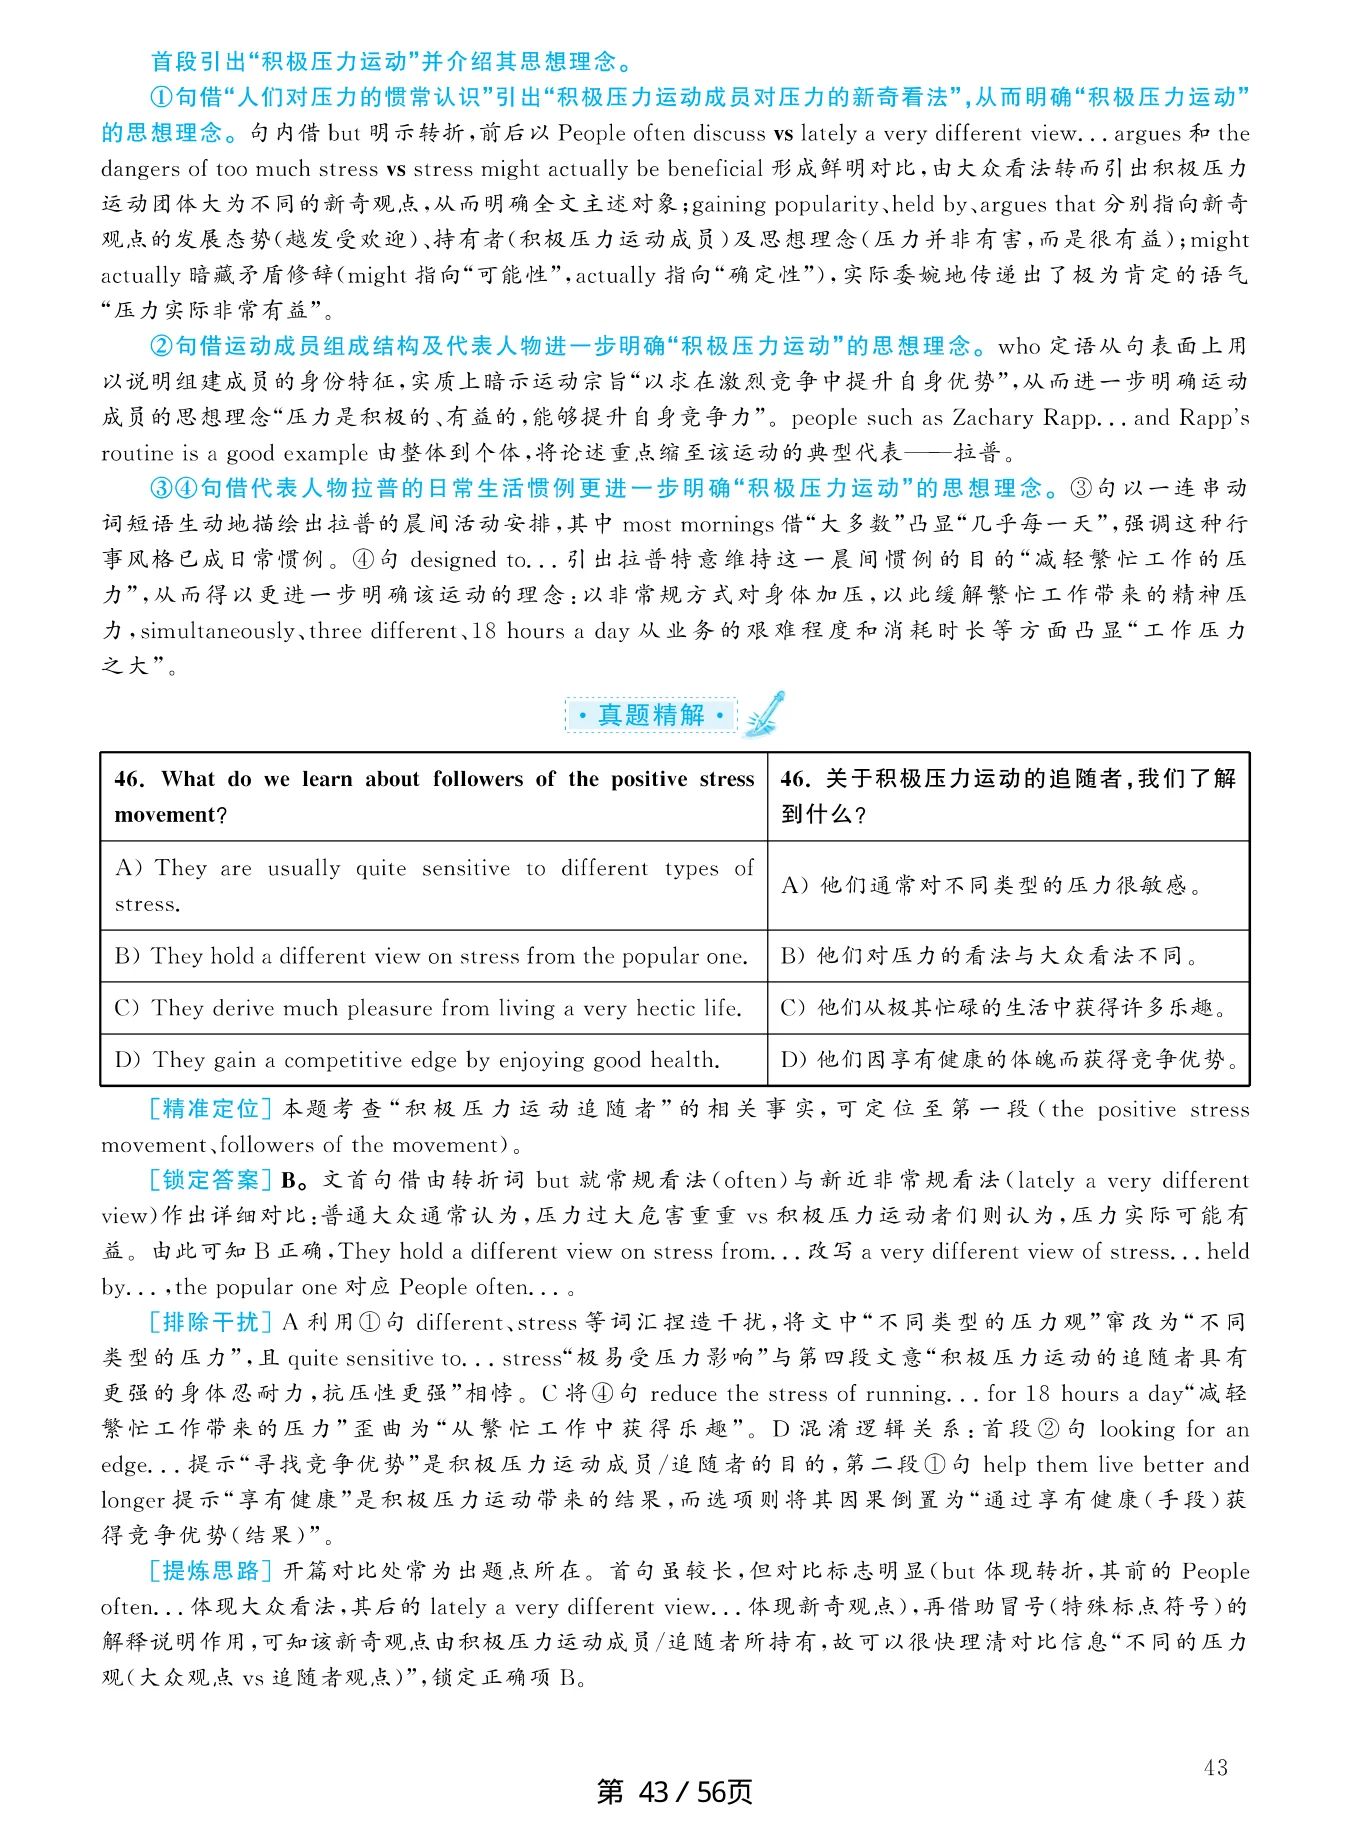 首段引出“积极压力运动”并介绍其思想理念。
①句借“人们对压力的惯常认识”引出“积极压力运动成员对压力的新奇看法”,从而明确“积极压力运动”
的思想理念。句内借 but 明示转折,前后以 People often discuss vs lately a very different view... argues 和 the
dangers of too much stress vs stress might actually be beneficial 形成鲜明对比,由大众看法转而引出积极压力
运动团体大为不同的新奇观点,从而明确全文主述对象;gaining popularity、held by、argues that 分别指向新奇
观点的发展态势(越发受欢迎)、持有者(积极压力运动成员)及思想理念(压力并非有害,而是很有益);might
actually 暗藏矛盾修辞(might 指向“可能性”,actually 指向“确定性”),实际委婉地传递出了极为肯定的语气
“压力实际非常有益”。
②句借运动成员组成结构及代表人物进一步明确“积极压力运动”的思想理念。who 定语从句表面上用
以说明组建成员的身份特征,实质上暗示运动宗旨“以求在激烈竞争中提升自身优势”,从而进一步明确运动
成员的思想理念“压力是积极的、有益的,能够提升自身竞争力”。people such as Zachary Rapp... and Rapp's
routine is a good example 由整体到个体,将论述重点缩至该运动的典型代表——拉普。
③④句借代表人物拉普的日常生活惯例更进一步明确“积极压力运动”的思想理念。③句以一连串动
词短语生动地描绘出拉普的晨间活动安排,其中 most mornings 借“大多数”凸显“几乎每一天”,强调这种行
事风格已成日常惯例。④句 designed to... 引出拉普特意维持这一晨间惯例的目的“减轻繁忙工作的压
力”,从而得以更进一步明确该运动的理念:以非常规方式对身体加压,以此缓解繁忙工作带来的精神压
力,simultaneously、three different、18 hours a day 从业务的艰难程度和消耗时长等方面凸显“工作压力
之大”。
·真题精解·
46. What do we learn about followers of the positive stress
movement?
46. 关于积极压力运动的追随者,我们了解
到什么?
A) They are usually quite sensitive to different types of
stress.
A) 他们通常对不同类型的压力很敏感。
B) They hold a different view on stress from the popular one.
B) 他们对压力的看法与大众看法不同。
C) They derive much pleasure from living a very hectic life.
C) 他们从极其忙碌的生活中获得许多乐趣。
D) They gain a competitive edge by enjoying good health.
D) 他们因享有健康的体魄而获得竞争优势。
[精准定位] 本题考查“积极压力运动追随者”的相关事实,可定位至第一段(the positive stress
movement、followers of the movement)。
[锁定答案] B。文首句借由转折词 but 就常规看法(often)与新近非常规看法(lately a very different
view)作出详细对比:普通大众通常认为,压力过大危害重重 vs 积极压力运动者们则认为,压力实际可能有
益。由此可知 B 正确,They hold a different view on stress from... 改写 a very different view of stress... held
by... ,the popular one 对应 People often... 。
[排除干扰] A 利用①句 different、stress 等词汇捏造干扰,将文中“不同类型的压力观”窜改为“不同
类型的压力”,且 quite sensitive to... stress“极易受压力影响”与第四段文意“积极压力运动的追随者具有
更强的身体忍耐力,抗压性更强”相悖。C 将④句 reduce the stress of running... for 18 hours a day“减轻
繁忙工作带来的压力”歪曲为“从繁忙工作中获得乐趣”。D 混淆逻辑关系:首段②句 looking for an
edge... 提示“寻找竞争优势”是积极压力运动成员/追随者的目的,第二段①句 help them live better and
longer 提示“享有健康”是积极压力运动带来的结果,而选项则将其因果倒置为“通过享有健康(手段)获
得竞争优势(结果)”。
[提炼思路] 开篇对比处常为出题点所在。首句虽较长,但对比标志明显(but 体现转折,其前的 People
often... 体现大众看法,其后的 lately a very different view... 体现新奇观点),再借助冒号(特殊标点符号)的
解释说明作用,可知该新奇观点由积极压力运动成员/追随者所持有,故可以很快理清对比信息“不同的压力
观(大众观点 vs 追随者观点)”,锁定正确项 B。
43
第 43 / 56页